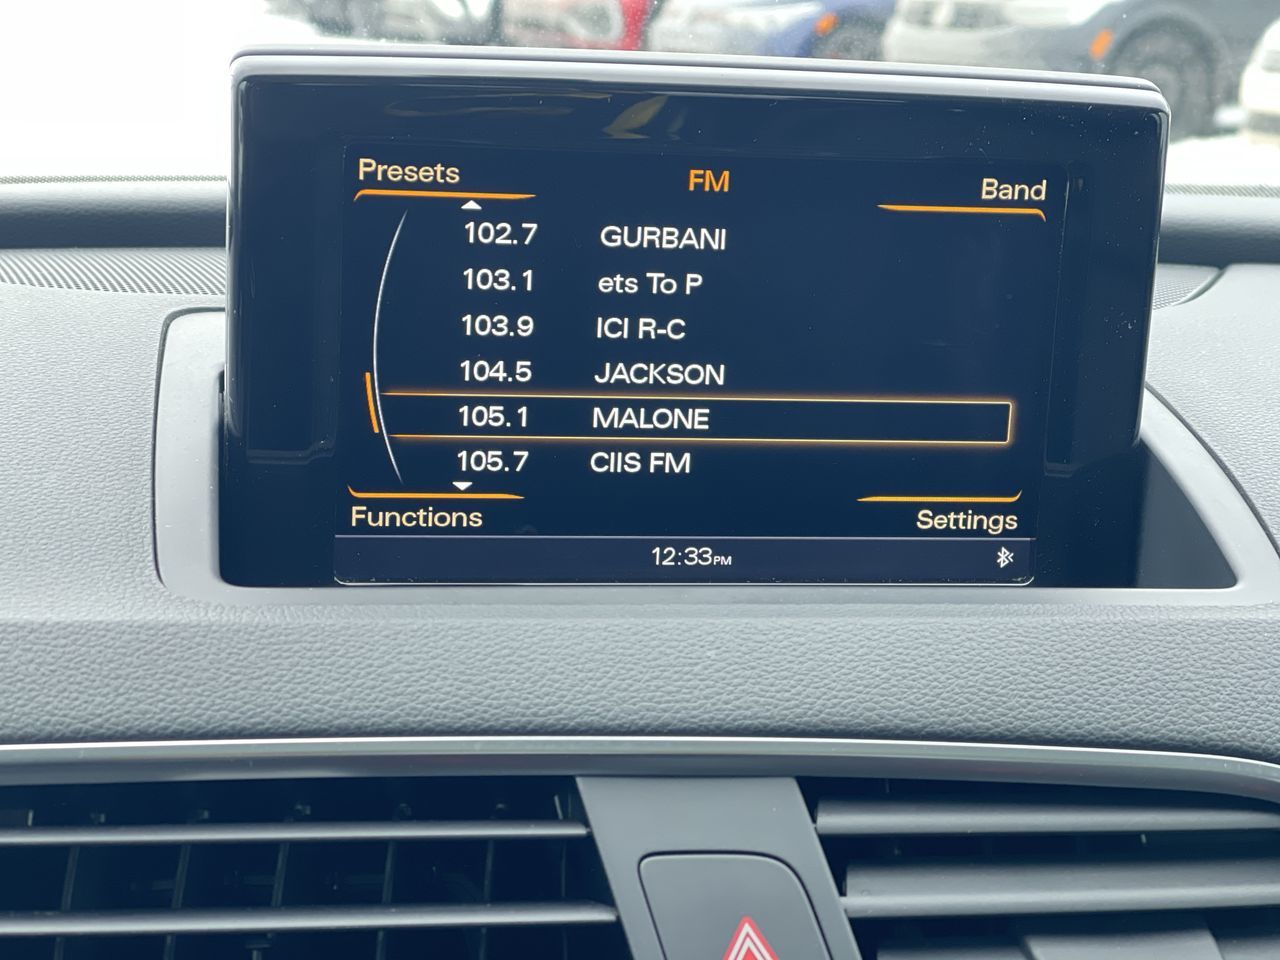 Presets FM Band
102.7 GURBANI
103.1 ets To P
103.9 ICI R-C
104.5 JACKSON
105.1 MALONE
105.7 CIIS FM
Functions Settings
12:33PM